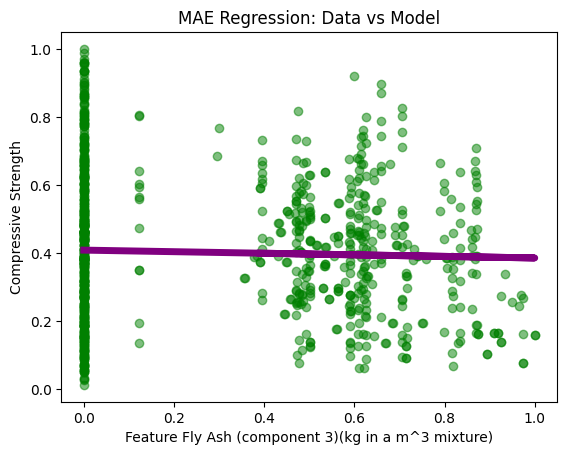 MAE Regression: Data vs Model
Compressive Strength
1.0
0.8
0.6
0.4
0.2
0.0
0.0 0.2 0.4 0.6 0.8 1.0
Feature Fly Ash (component 3)(kg in a m^3 mixture)